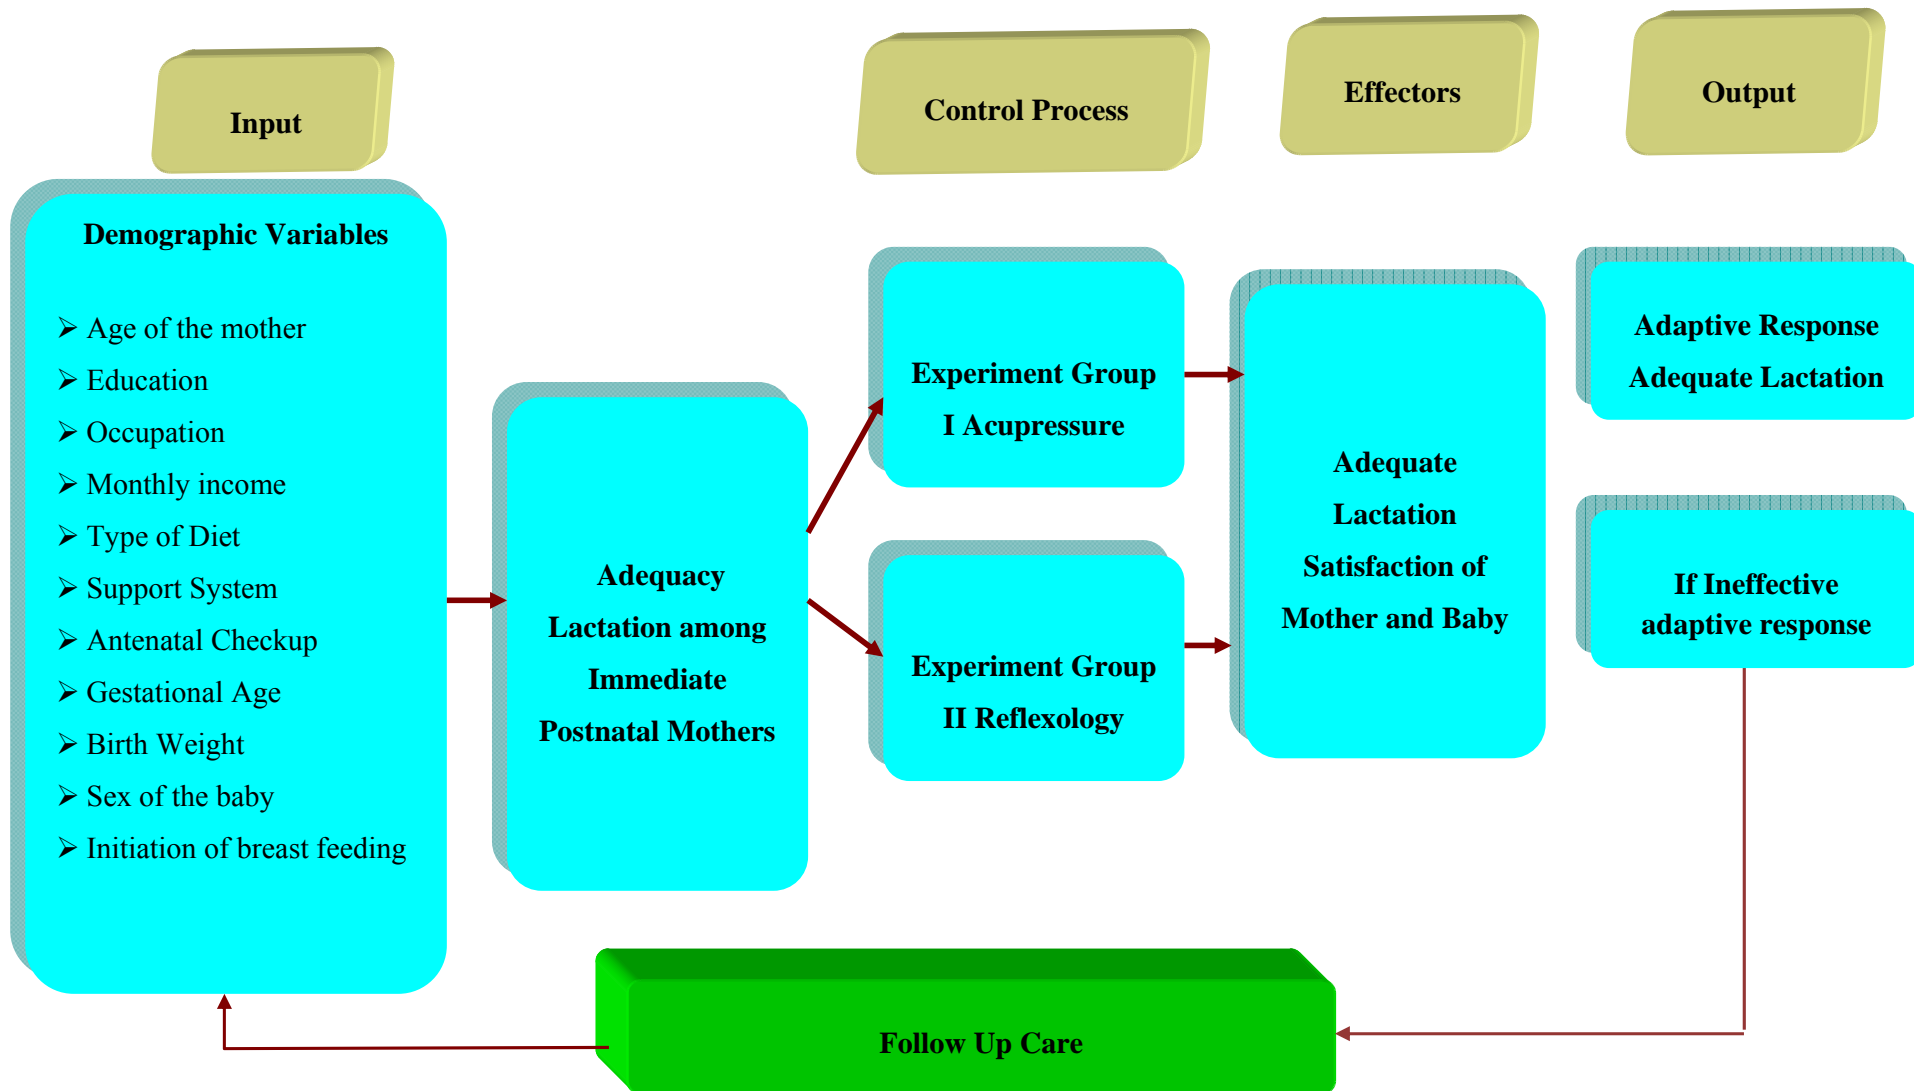 Input
Control Process
Effectors
Output
Demographic Variables
➢ Age of the mother
➢ Education
➢ Occupation
➢ Monthly income
➢ Type of Diet
➢ Support System
➢ Antenatal Checkup
➢ Gestational Age
➢ Birth Weight
➢ Sex of the baby
➢ Initiation of breast feeding
Adequacy
Lactation among
Immediate
Postnatal Mothers
Experiment Group
I Acupressure
Experiment Group
II Reflexology
Adequate
Lactation
Satisfaction of
Mother and Baby
Adaptive Response
Adequate Lactation
If Ineffective
adaptive response
Follow Up Care